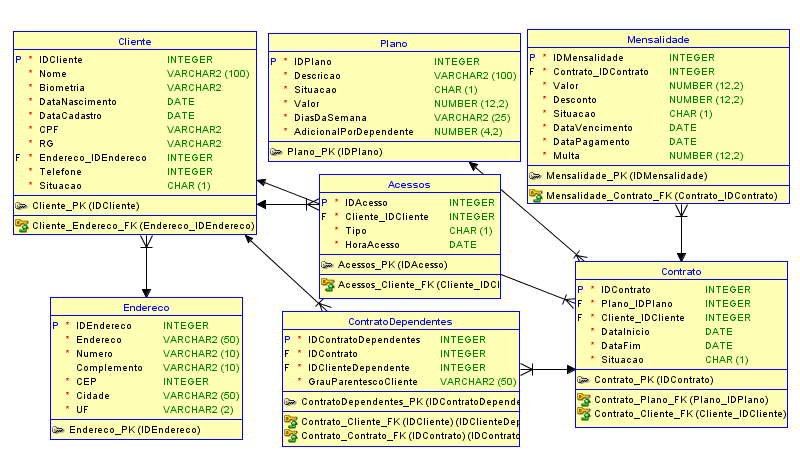 Cliente
P * IDCliente INTEGER
* Nome VARCHAR2 (100)
* Biometria VARCHAR2
* DataNascimento DATE
* DataCadastro DATE
* CPF VARCHAR2
* RG VARCHAR2
F * Endereco_IDEndereco INTEGER
* Telefone INTEGER
* Situacao CHAR (1)
Cliente_PK (IDCliente)
Cliente_Endereco_FK (Endereco_IDEndereco)
Plano
P * IDPlano INTEGER
* Descricao VARCHAR2 (100)
* Situacao CHAR (1)
* Valor NUMBER (12,2)
* DiasDaSemana VARCHAR2 (25)
* AdicionalPorDependente NUMBER (4,2)
Plano_PK (IDPlano)
Mensalidade
P * IDMensalidade INTEGER
F * Contrato_IDContrato INTEGER
* Valor NUMBER (12,2)
* Desconto NUMBER (12,2)
* Situacao CHAR (1)
* DataVencimento DATE
* DataPagamento DATE
* Multa NUMBER (12,2)
Mensalidade_PK (IDMensalidade)
Mensalidade_Contrato_FK (Contrato_IDContrato)
Acessos
P * IDAcesso INTEGER
F * Cliente_IDCliente INTEGER
* Tipo CHAR (1)
* HoraAcesso DATE
Acessos_PK (IDAcesso)
Acessos_Cliente_FK (Cliente_IDCl
Endereco
P * IDEndereco INTEGER
* Endereco VARCHAR2 (50)
* Numero VARCHAR2 (10)
Complemento VARCHAR2 (10)
* CEP INTEGER
* Cidade VARCHAR2 (50)
* UF VARCHAR2 (2)
Endereco_PK (IDEndereco)
ContratoDependentes
P * IDContratoDependentes INTEGER
F * IDContrato INTEGER
F * IDClienteDependente INTEGER
* GrauParentescoCliente VARCHAR2 (50)
ContratoDependentes_PK (IDContratoDepende
Contrato_Cliente_FK (IDCliente) (IDClienteDep
Contrato_Contrato_FK (IDContrato) (IDContrato
Contrato
P * IDContrato INTEGER
F * Plano_IDPlano INTEGER
F * Cliente_IDCliente INTEGER
* DataInicio DATE
* DataFim DATE
* Situacao CHAR (1)
Contrato_PK (IDContrato)
Contrato_Plano_FK (Plano_IDPlano)
Contrato_Cliente_FK (Cliente_IDCliente)